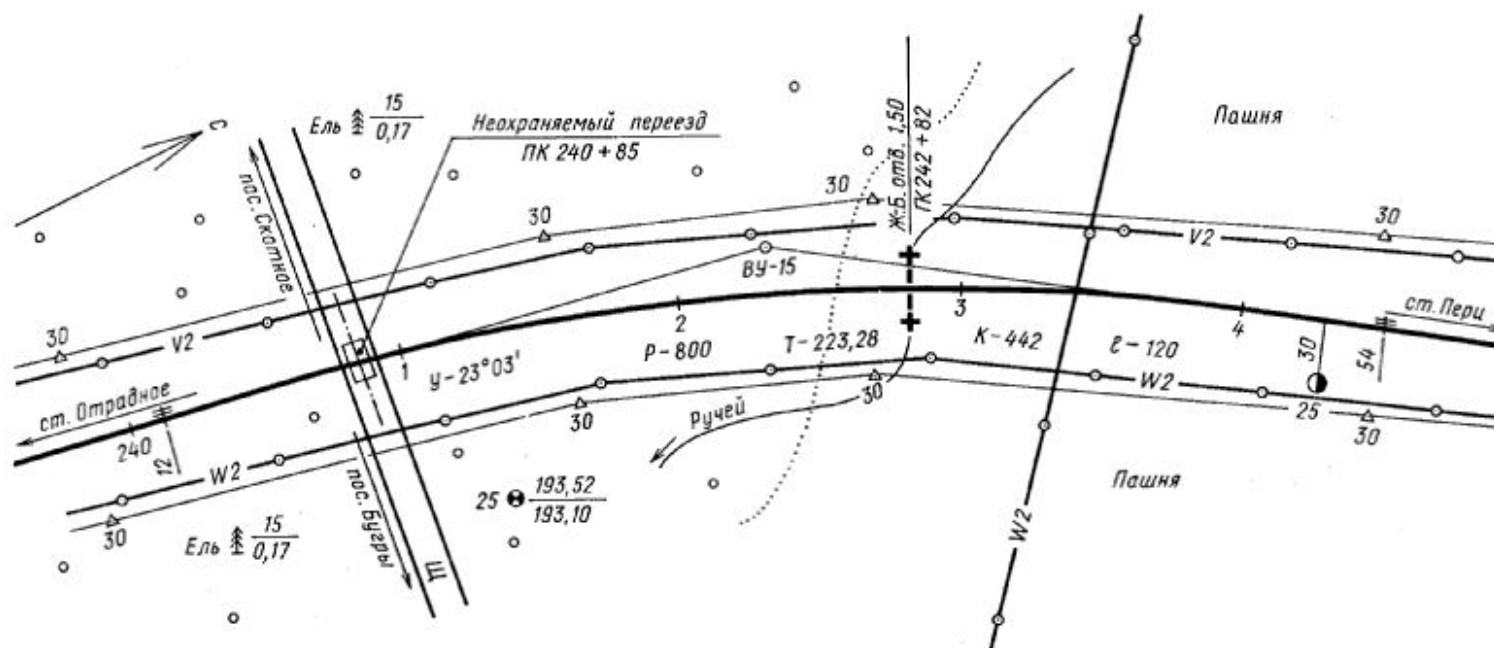 С
Ель 15
0,17
пос. Скотное
Неохраняемый переезд
ПК 240 + 85
30
30
30
30
Ж.Б. отв. 1,50
ПК 242 + 82
Пашня
V2
V2
ВУ-15
ст. Пери
ст. Отрадное
240
12
1
2
3
4
У-23°03'
Р-800
Т-223,28
К-442
ℓ-120
30
54
W2
W2
25
30
30
30
30
Ручей
пос. Бугры
Щ
Ель 15
0,17
25 193,52
193,10
W2
Пашня